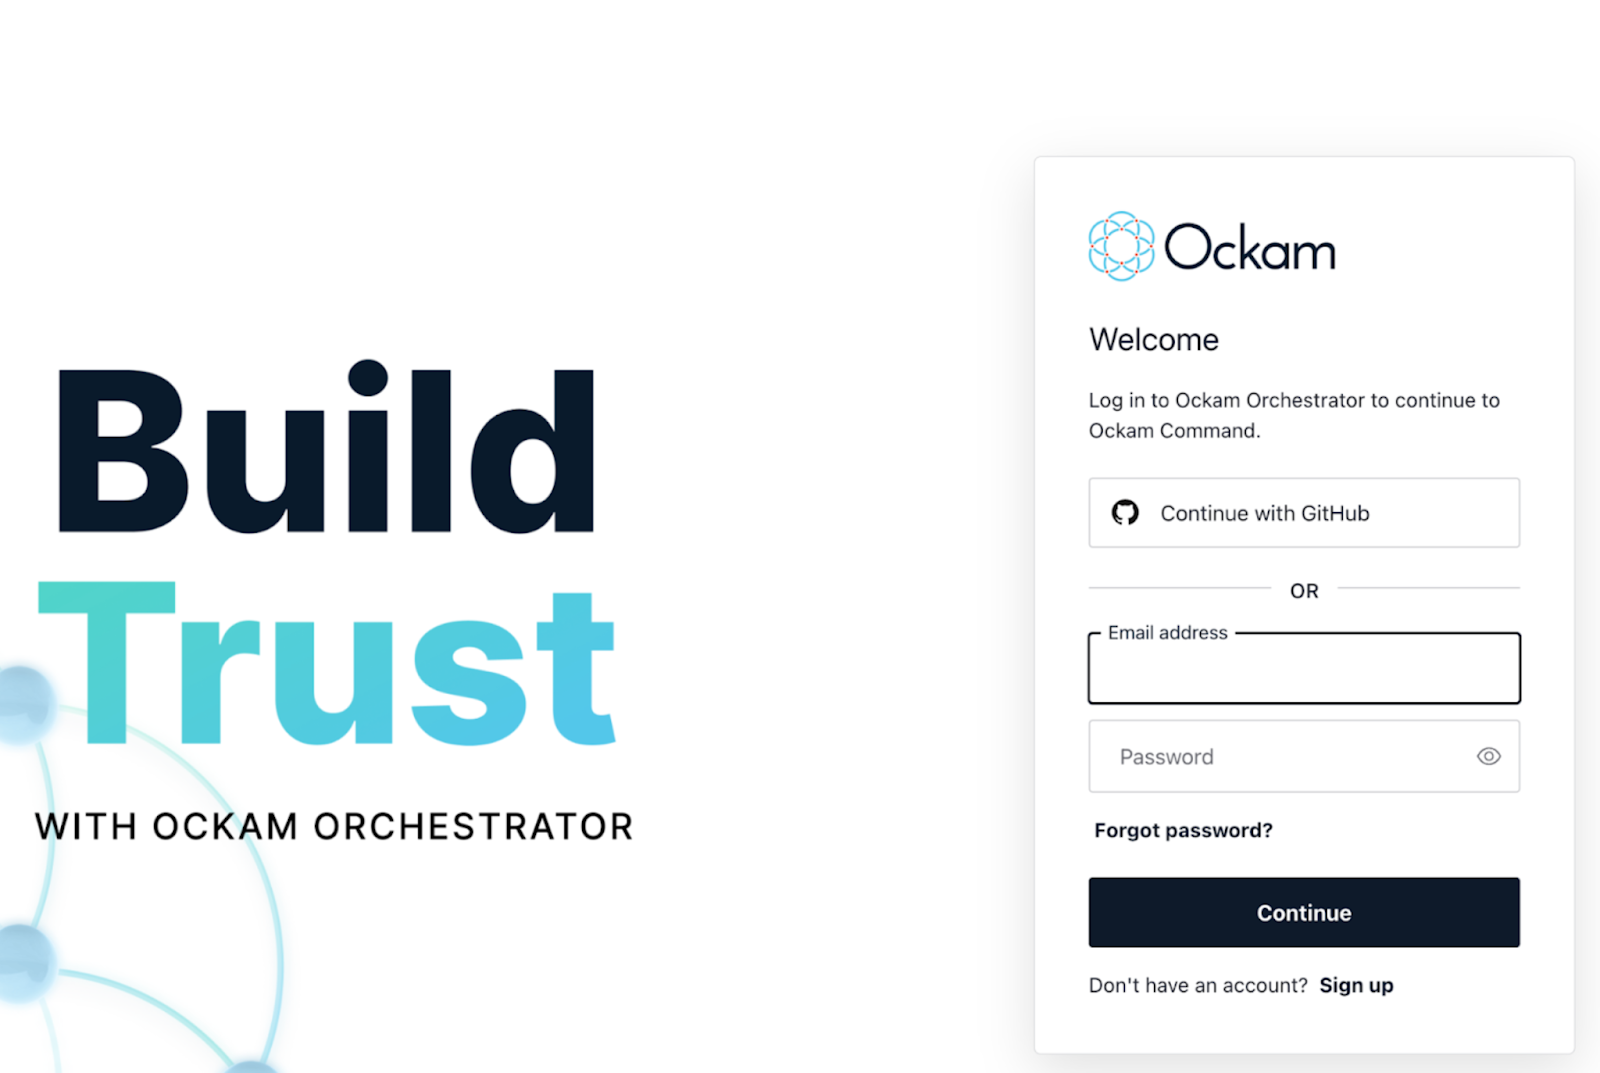 Build
Trust
WITH OCKAM ORCHESTRATOR
Ockam
Welcome
Log in to Ockam Orchestrator to continue to
Ockam Command.
Continue with GitHub
OR
Email address
Password
Forgot password?
Continue
Don't have an account? Sign up